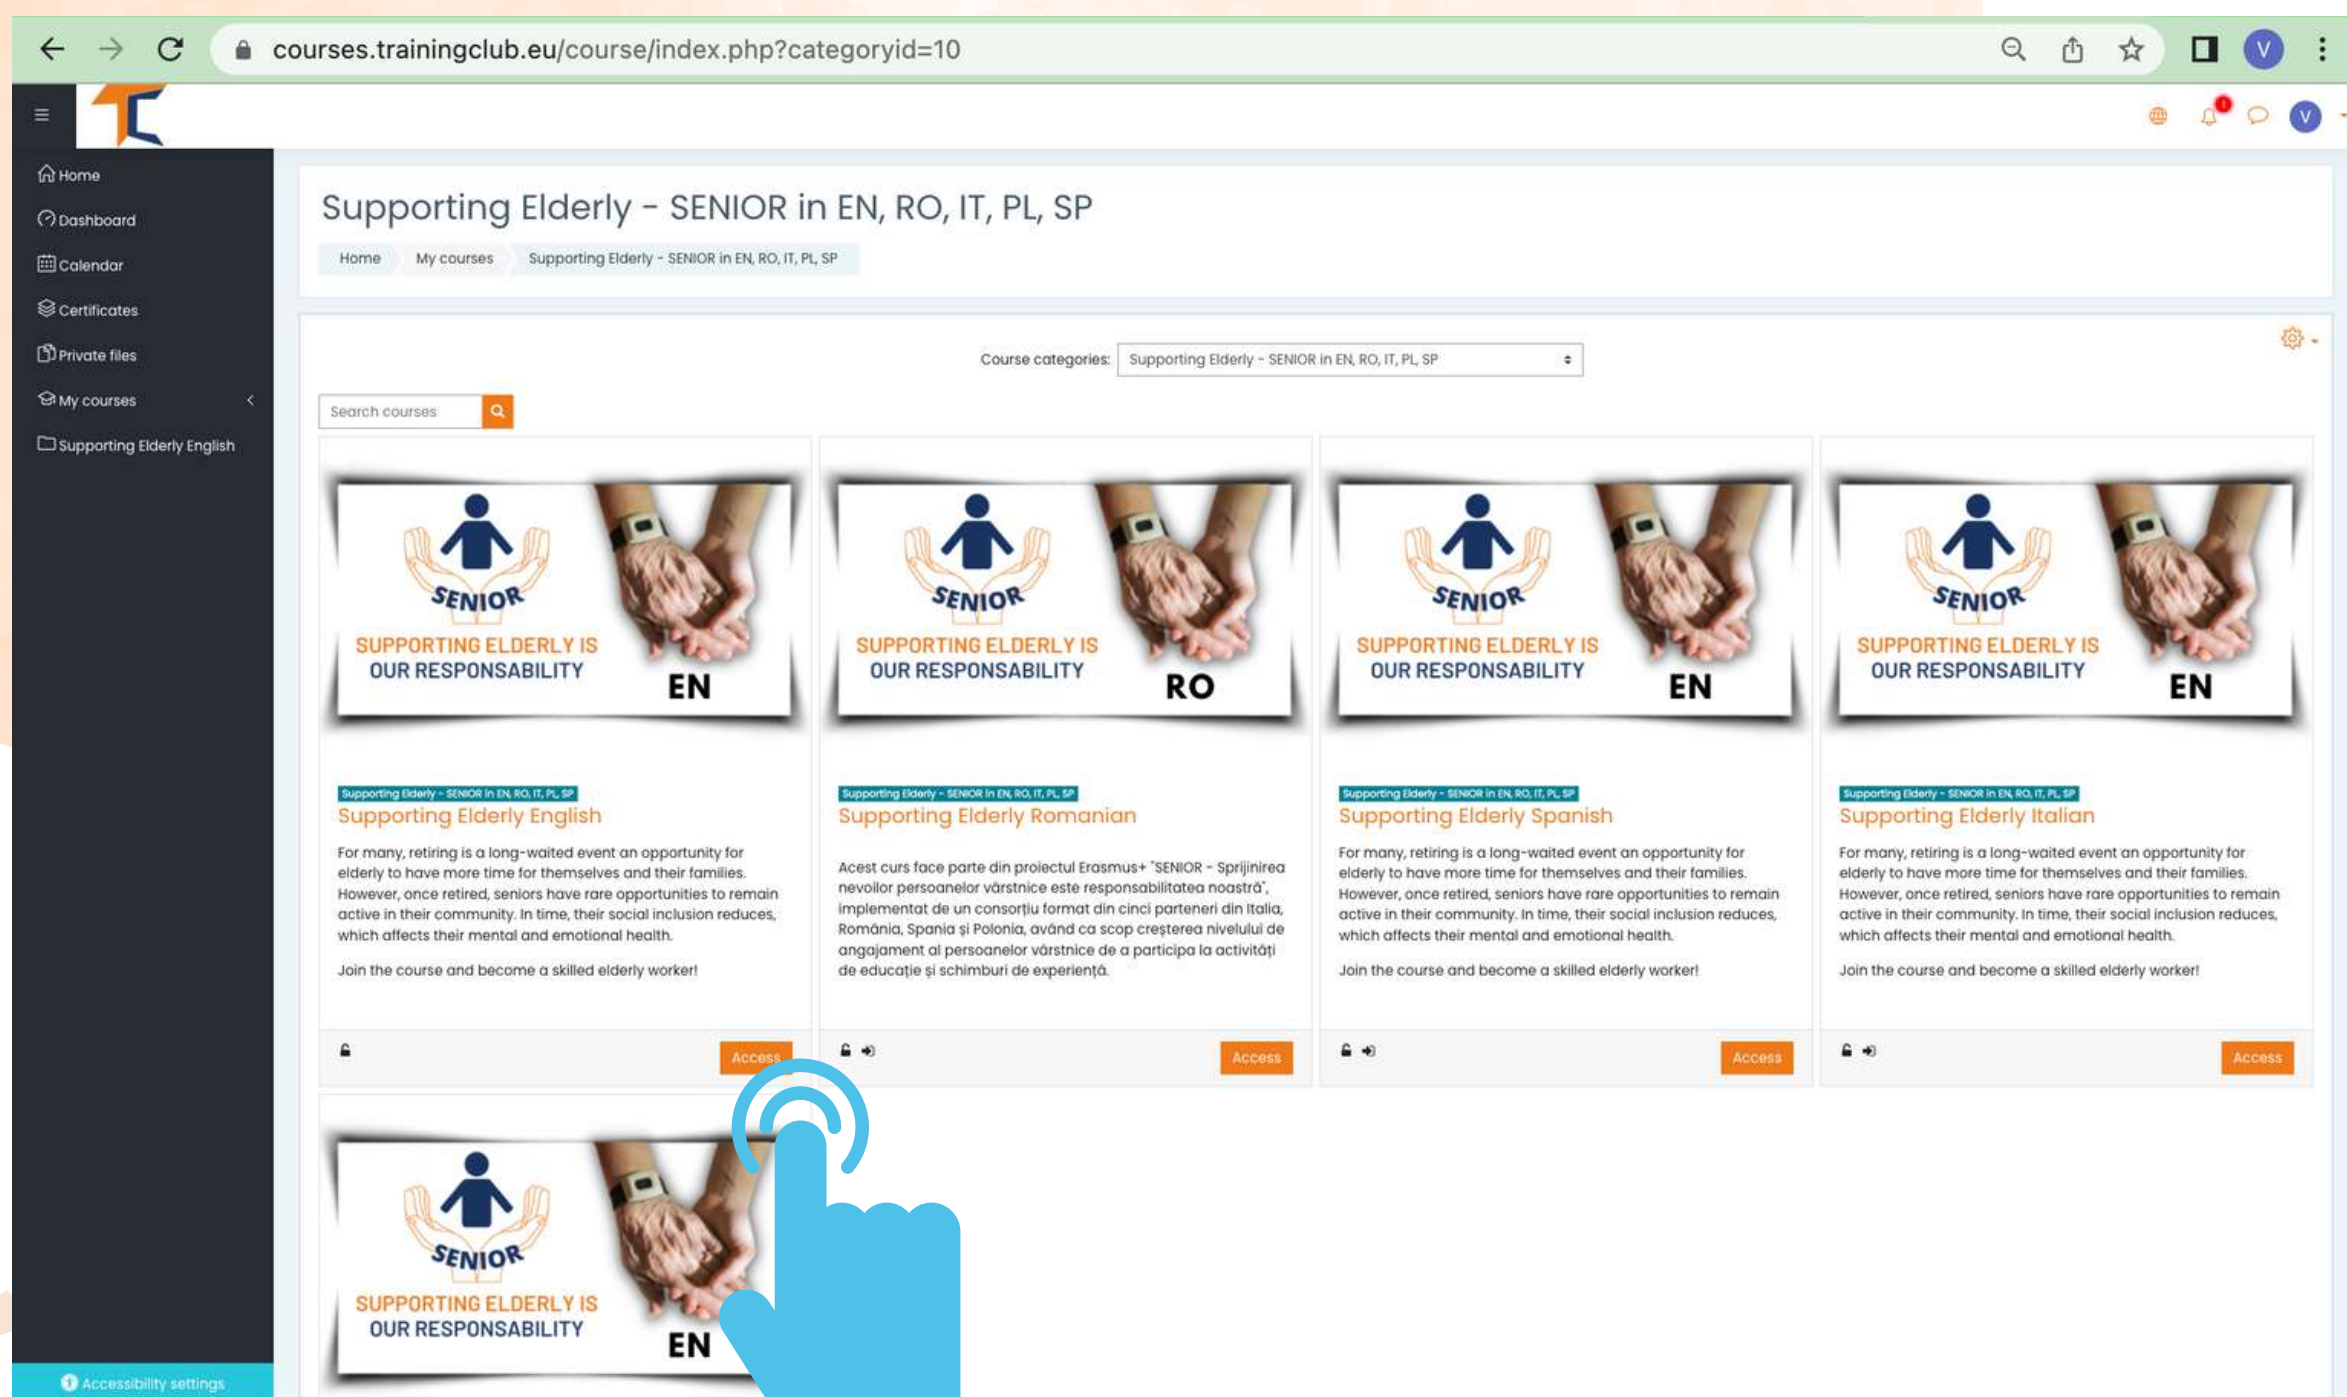 courses.trainingclub.eu/course/index.php?categoryid=10
V
TC
V
Home
Dashboard
Calendar
Certificates
Private files
My courses
Supporting Elderly English
Accessibility settings
Supporting Elderly - SENIOR in EN, RO, IT, PL, SP
Home My courses Supporting Elderly - SENIOR in EN, RO, IT, PL, SP
Course categories: Supporting Elderly - SENIOR in EN, RO, IT, PL, SP
Search courses
SENIOR
SUPPORTING ELDERLY IS
OUR RESPONSABILITY
EN
Supporting Elderly - SENIOR in EN, RO, IT, PL, SP
Supporting Elderly English
For many, retiring is a long-waited event an opportunity for
elderly to have more time for themselves and their families.
However, once retired, seniors have rare opportunities to remain
active in their community. In time, their social inclusion reduces,
which affects their mental and emotional health.
Join the course and become a skilled elderly worker!
Access
SENIOR
SUPPORTING ELDERLY IS
OUR RESPONSABILITY
RO
Supporting Elderly - SENIOR in EN, RO, IT, PL, SP
Supporting Elderly Romanian
Acest curs face parte din proiectul Erasmus+ "SENIOR - Sprijinirea
nevoilor persoanelor vârstnice este responsabilitatea noastră",
implementat de un consorțiu format din cinci parteneri din Italia,
România, Spania și Polonia, având ca scop creșterea nivelului de
angajament al persoanelor vârstnice de a participa la activități
de educație și schimburi de experiență.
Access
SENIOR
SUPPORTING ELDERLY IS
OUR RESPONSABILITY
EN
Supporting Elderly - SENIOR in EN, RO, IT, PL, SP
Supporting Elderly Spanish
For many, retiring is a long-waited event an opportunity for
elderly to have more time for themselves and their families.
However, once retired, seniors have rare opportunities to remain
active in their community. In time, their social inclusion reduces,
which affects their mental and emotional health.
Join the course and become a skilled elderly worker!
Access
SENIOR
SUPPORTING ELDERLY IS
OUR RESPONSABILITY
EN
Supporting Elderly - SENIOR in EN, RO, IT, PL, SP
Supporting Elderly Italian
For many, retiring is a long-waited event an opportunity for
elderly to have more time for themselves and their families.
However, once retired, seniors have rare opportunities to remain
active in their community. In time, their social inclusion reduces,
which affects their mental and emotional health.
Join the course and become a skilled elderly worker!
Access
SENIOR
SUPPORTING ELDERLY IS
OUR RESPONSABILITY
EN